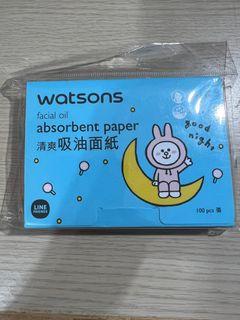 watsons
facial oil
absorbent paper
清爽吸油面紙
good night
100 pcs 張
LINE
FRIENDS